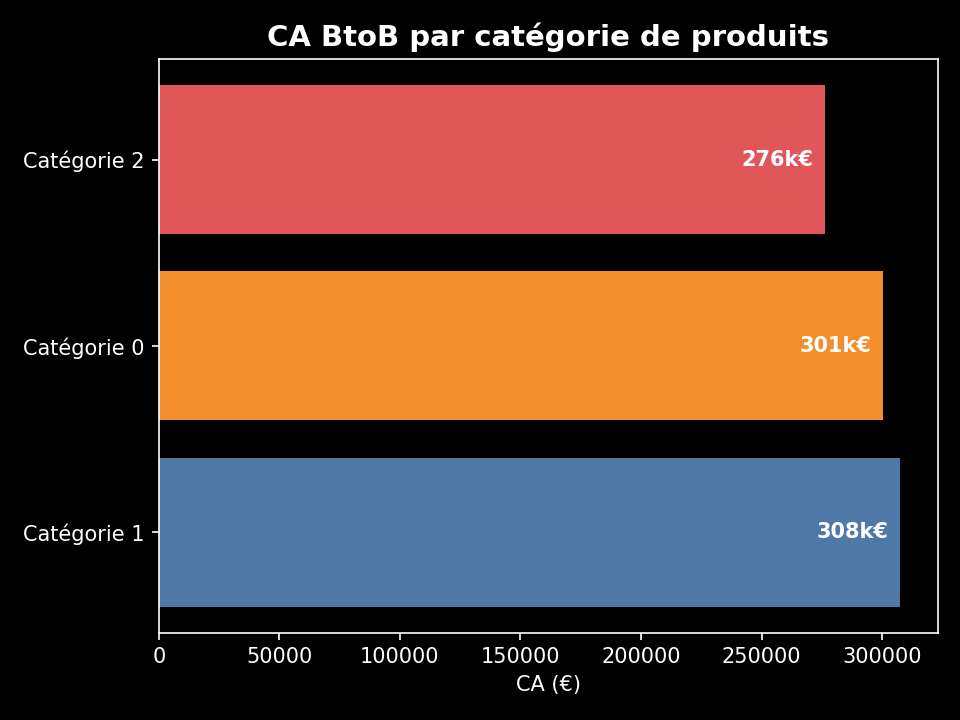 CA BtoB par catégorie de produits
Catégorie 2
276k€
Catégorie 0
301k€
Catégorie 1
308k€
0 50000 100000 150000 200000 250000 300000
CA (€)